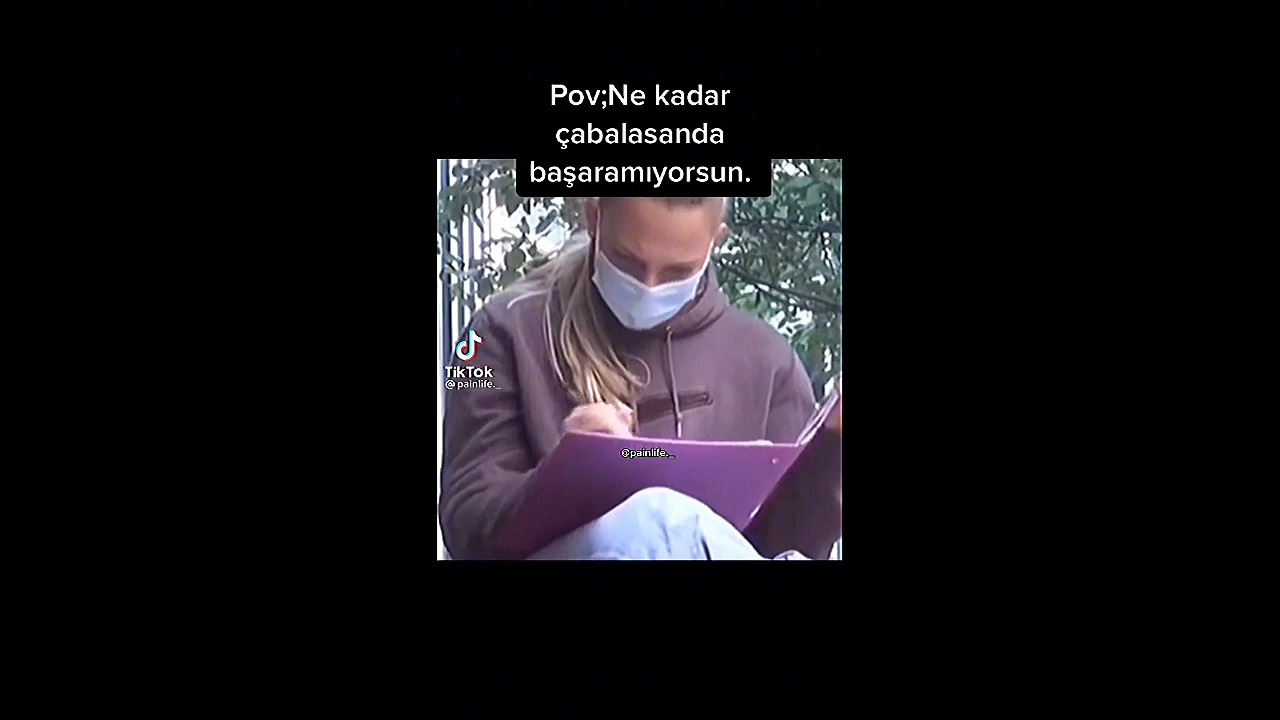 Pov;Ne kadar
çabalasanda
başaramıyorsun.
TikTok
@painlife._
@painlife._